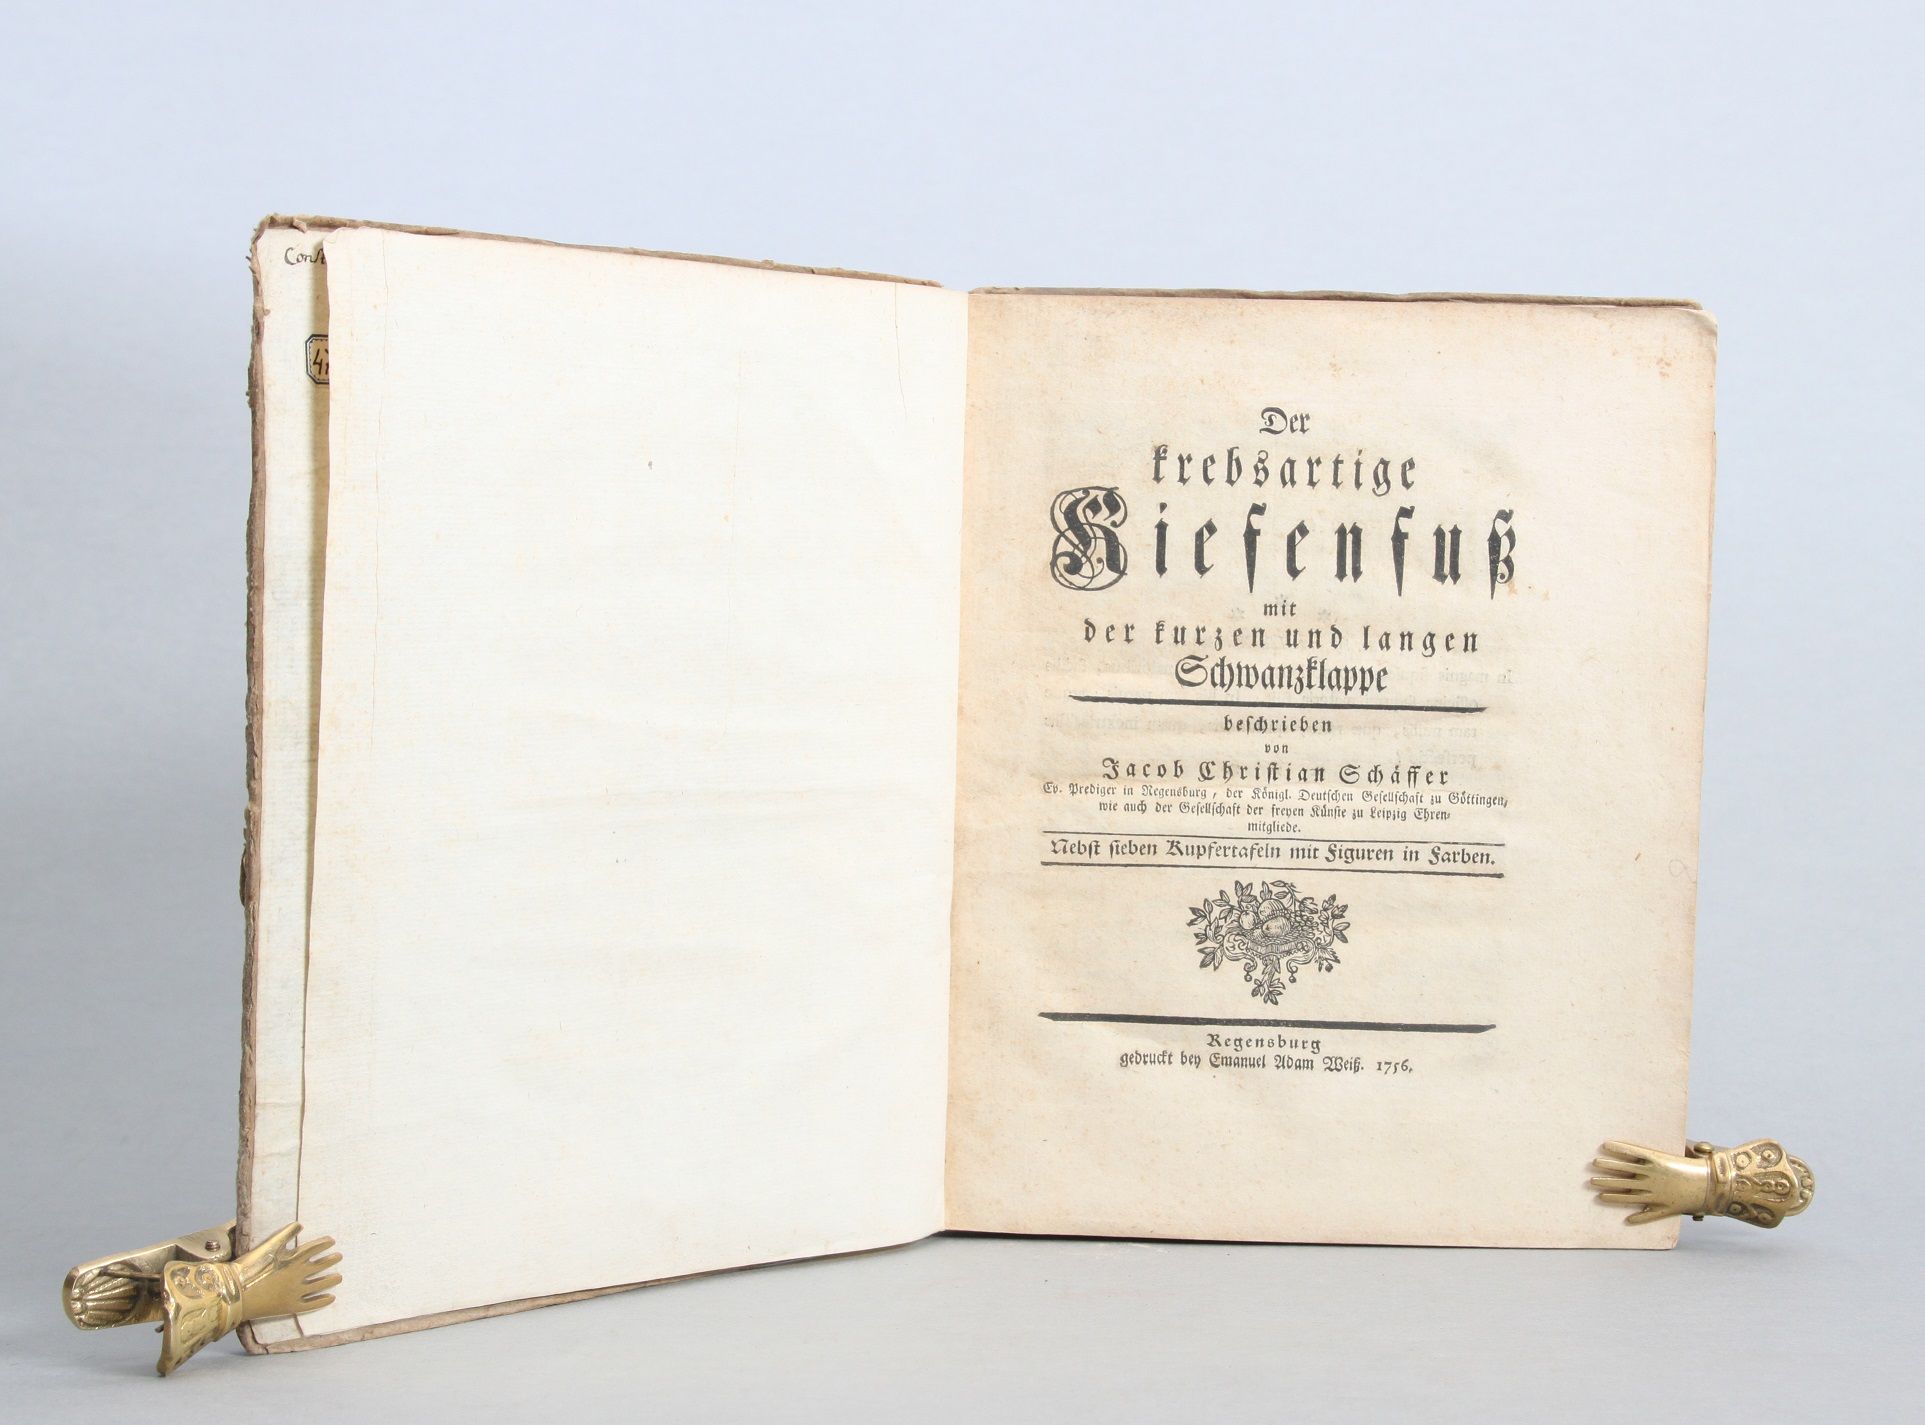 Der
krebsartige
Kiefenfuß
mit
der kurzen und langen
Schwanzklappe
beschrieben
von
Jacob Christian Schäffer
Ev. Prediger in Regensburg, der Königl. Deutschen Gesellschaft zu Göttingen,
wie auch der Gesellschaft der freyen Künste zu Leipzig Ehren-
mitgliede.
Nebst sieben Kupfertafeln mit Figuren in Farben.
Regensburg
gedruckt bey Emanuel Adam Weiß. 1756.